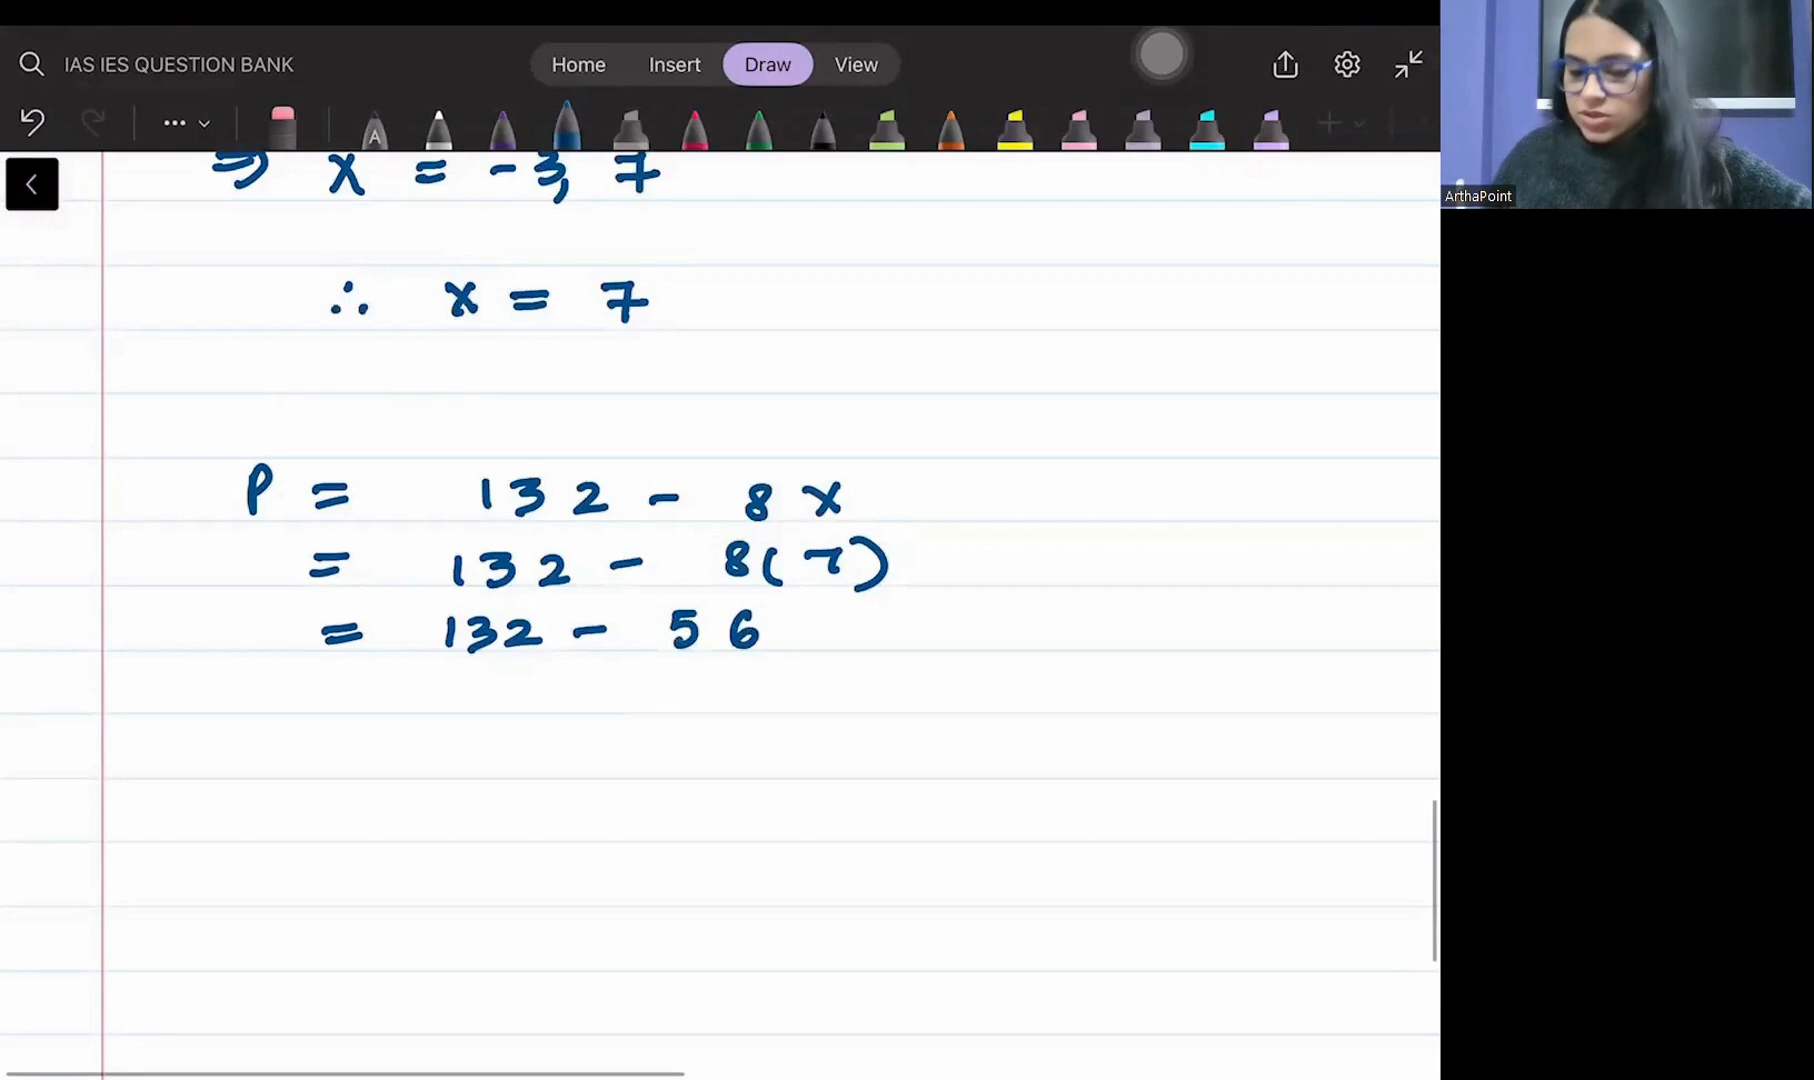 IAS IES QUESTION BANK
Home Insert Draw View
A
ArthaPoint
⇒ x = - 3, 7
∴ x = 7
P = 132 - 8x
= 132 - 8(7)
= 132 - 56